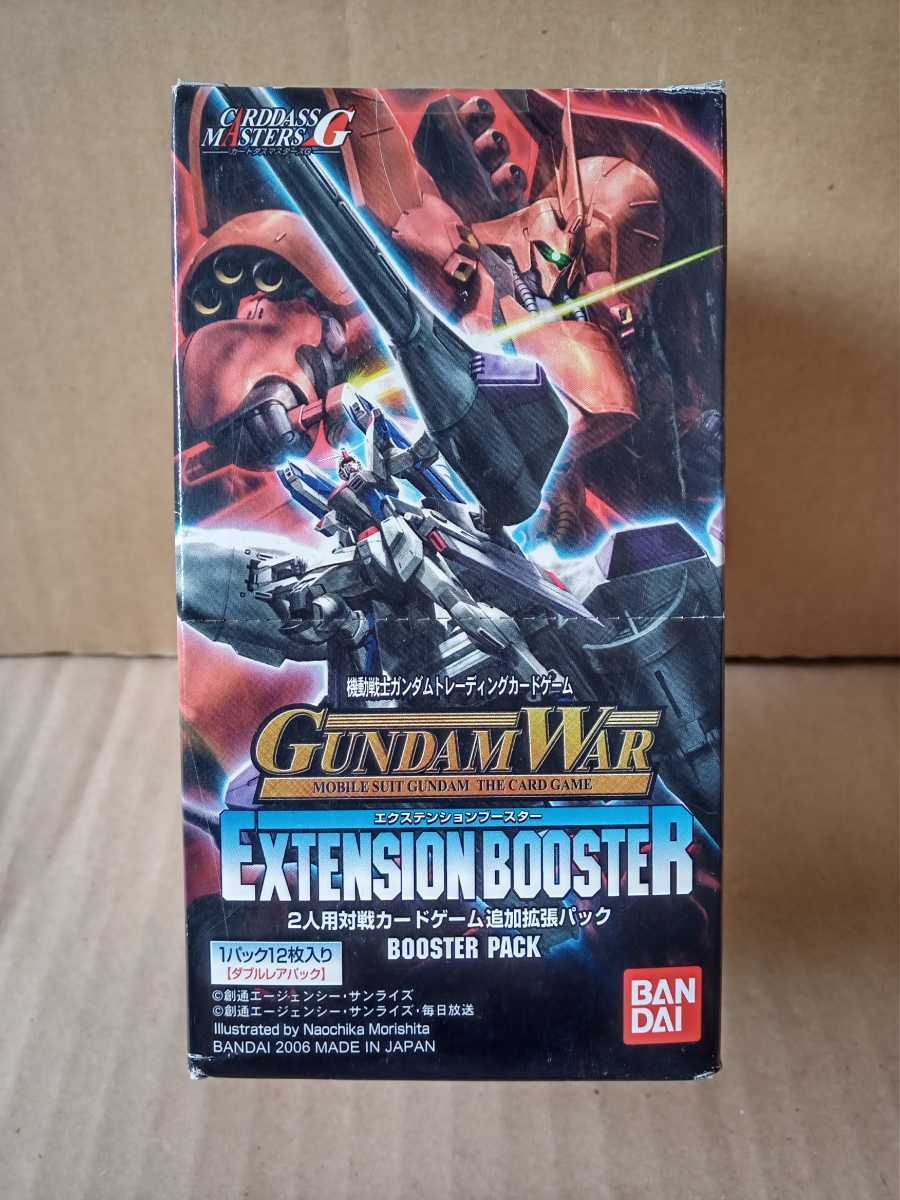 CARDDASS
MASTERS G
カードダスマスターズG
機動戦士ガンダムトレーディングカードゲーム
GUNDAM WAR
MOBILE SUIT GUNDAM THE CARD GAME
エクステンションブースター
EXTENSION BOOSTER
2人用対戦カードゲーム追加拡張パック
BOOSTER PACK
1パック12枚入り
【ダブルレアパック】
©創通エージェンシー・サンライズ
©創通エージェンシー・サンライズ・毎日放送
Illustrated by Naochika Morishita
BANDAI 2006 MADE IN JAPAN
BAN
DAI